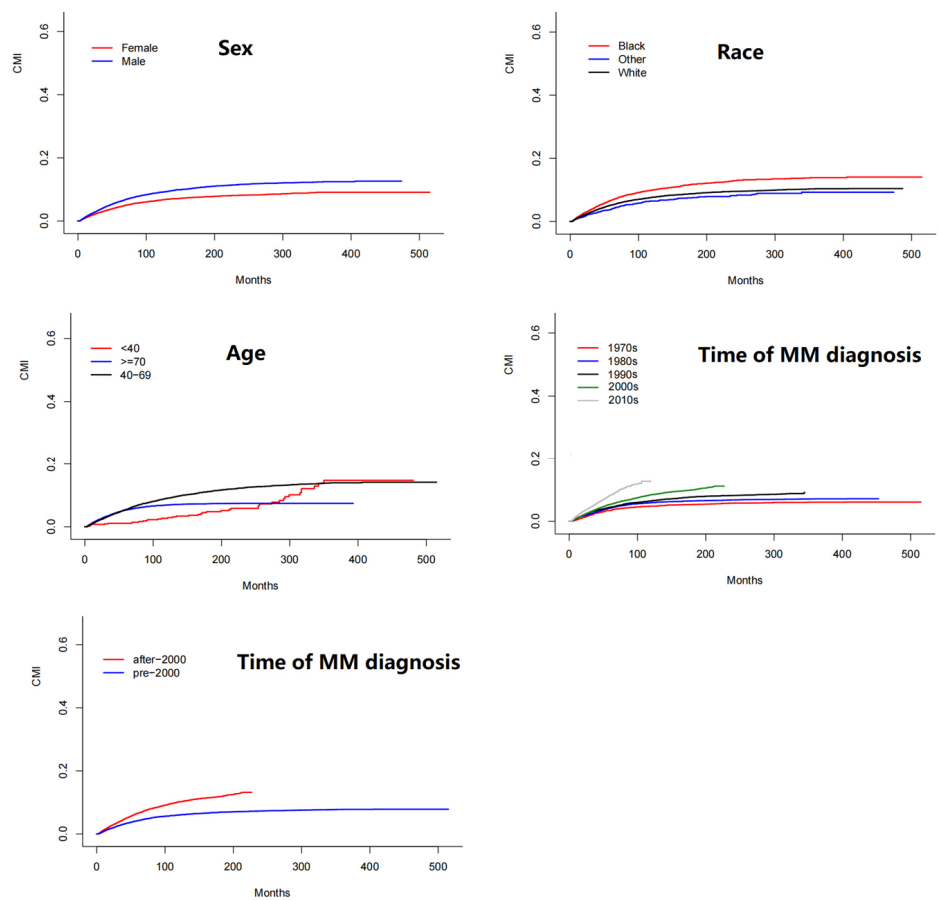 Sex
Female
Male
CMI
0.0 0.2 0.4 0.6
0 100 200 300 400 500
Months
Race
Black
Other
White
CMI
0.0 0.2 0.4 0.6
0 100 200 300 400 500
Months
Age
<40
>=70
40-69
CMI
0.0 0.2 0.4 0.6
0 100 200 300 400 500
Months
Time of MM diagnosis
1970s
1980s
1990s
2000s
2010s
CMI
0.0 0.2 0.4 0.6
0 100 200 300 400 500
Months
Time of MM diagnosis
after-2000
pre-2000
CMI
0.0 0.2 0.4 0.6
0 100 200 300 400 500
Months